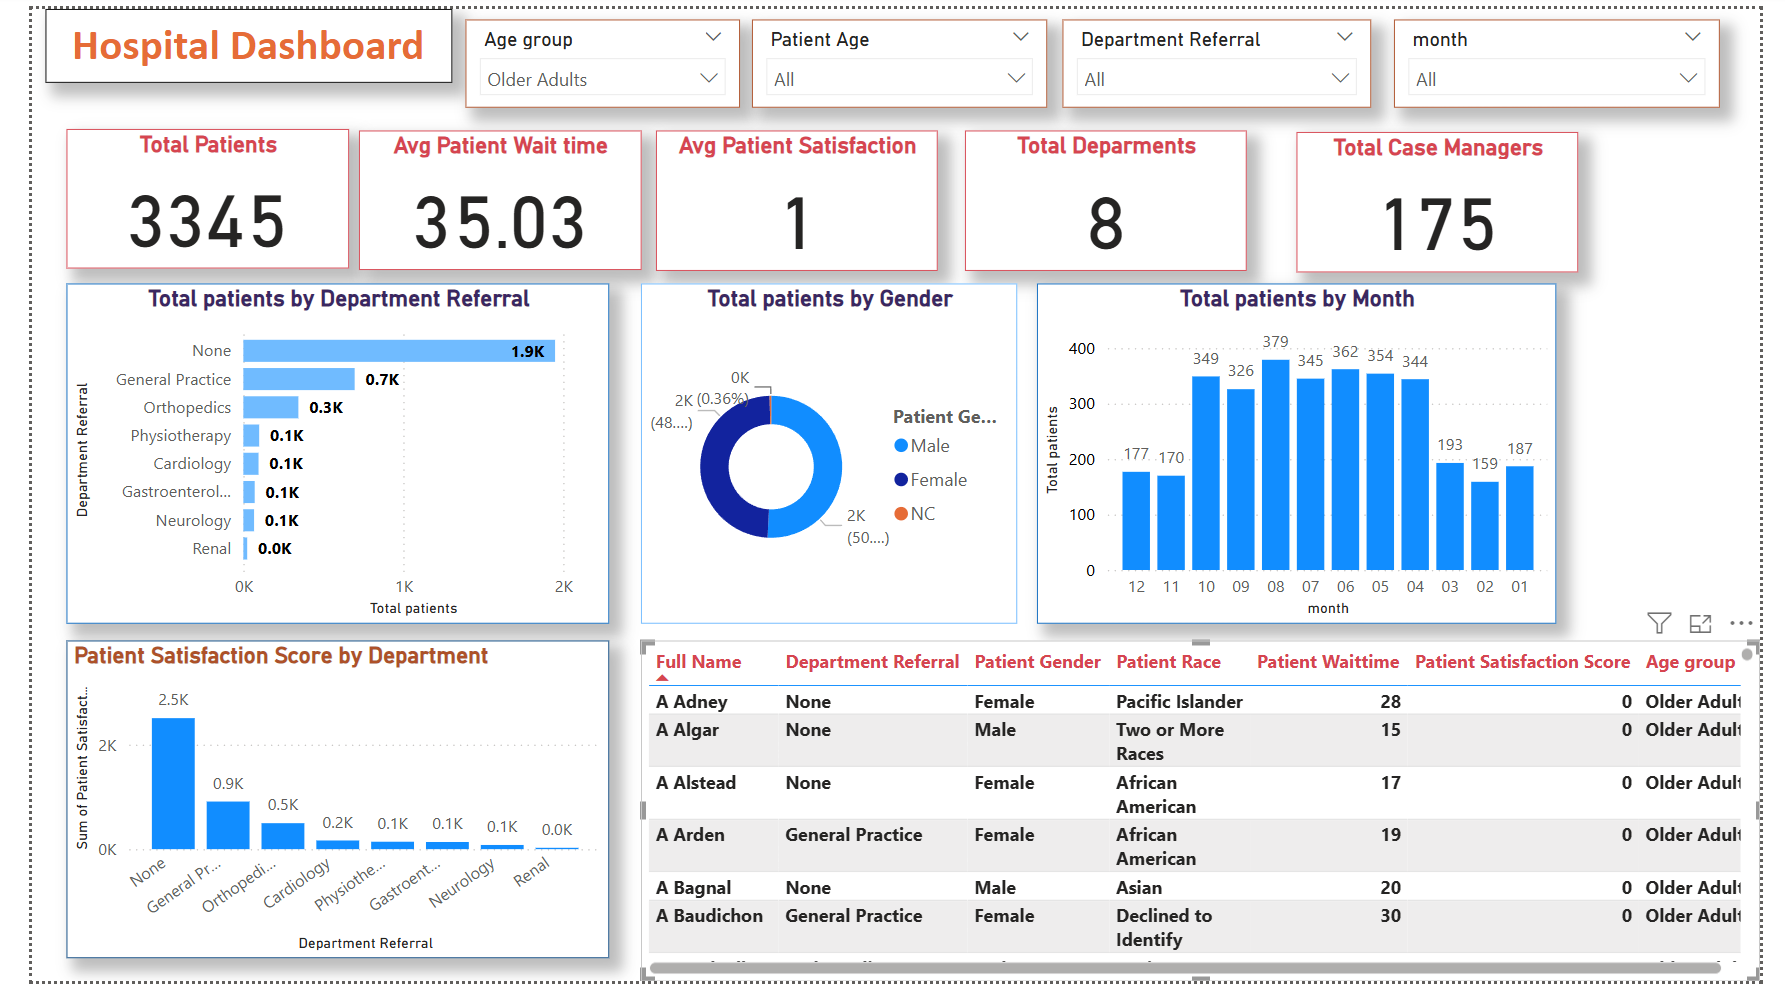 Hospital Dashboard
Age group
Older Adults
Patient Age
All
Department Referral
All
month
All
Total Patients
3345
Avg Patient Wait time
35.03
Avg Patient Satisfaction
1
Total Deparments
8
Total Case Managers
175
Total patients by Department Referral
Department Referral
None 1.9K
General Practice 0.7K
Orthopedics 0.3K
Physiotherapy 0.1K
Cardiology 0.1K
Gastroenterol... 0.1K
Neurology 0.1K
Renal 0.0K
0K 1K 2K
Total patients
Total patients by Gender
0K
(0.36%)
2K
(48....)
2K
(50....)
Patient Ge...
Male
Female
NC
Total patients by Month
Total patients
400
300
200
100
0
177 170 349 326 379 345 362 354 344 193 159 187
12 11 10 09 08 07 06 05 04 03 02 01
month
Patient Satisfaction Score by Department
Sum of Patient Satisfact...
2K
0K
2.5K 0.9K 0.5K 0.2K 0.1K 0.1K 0.1K 0.0K
None General Pr... Orthopedi... Cardiology Physiothe... Gastroent... Neurology Renal
Department Referral
Full Name Department Referral Patient Gender Patient Race Patient Waittime Patient Satisfaction Score Age group
A Adney None Female Pacific Islander 28 0 Older Adult
A Algar None Male Two or More 15 0 Older Adult
Races
A Alstead None Female African 17 0 Older Adult
American
A Arden General Practice Female African 19 0 Older Adult
American
A Bagnal None Male Asian 20 0 Older Adult
A Baudichon General Practice Female Declined to 30 0 Older Adult
Identify